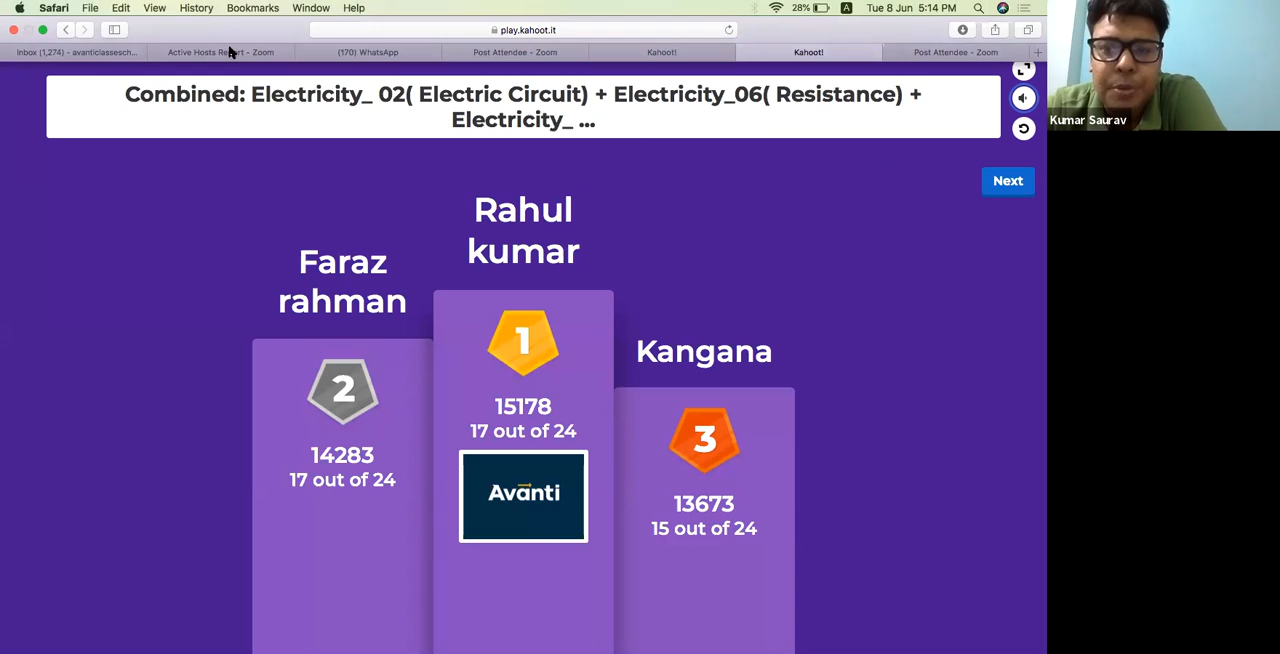 Safari File Edit View History Bookmarks Window Help 28% A Tue 8 Jun 5:14 PM
play.kahoot.it
Inbox (1,274) - avanticlassesch... Active Hosts Report - Zoom (170) WhatsApp Post Attendee - Zoom Kahoot! Kahoot! Post Attendee - Zoom
Combined: Electricity_ 02( Electric Circuit) + Electricity_06( Resistance) +
Electricity_ ...
Kumar Saurav
Next
Rahul
kumar
Faraz
rahman
Kangana
1
2
15178
17 out of 24
3
14283
17 out of 24
Avanti
13673
15 out of 24